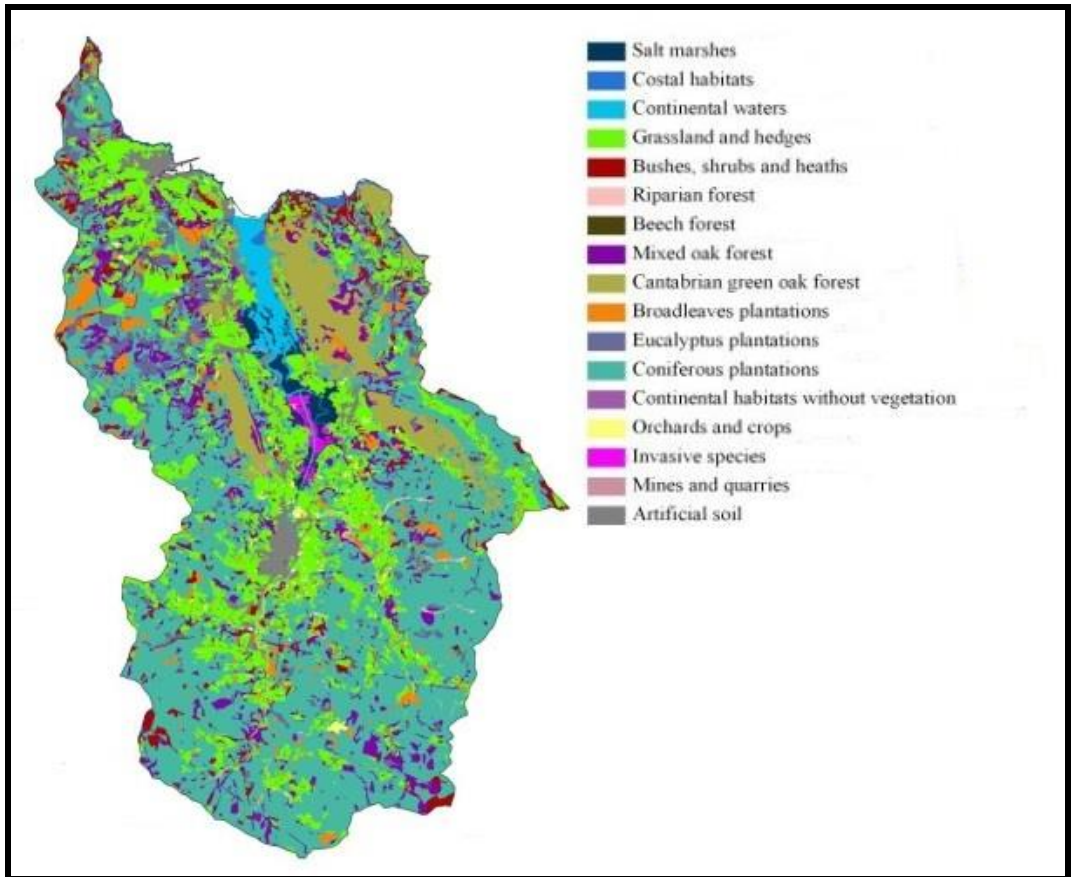 Salt marshes
Costal habitats
Continental waters
Grassland and hedges
Bushes, shrubs and heaths
Riparian forest
Beech forest
Mixed oak forest
Cantabrian green oak forest
Broadleaves plantations
Eucalyptus plantations
Coniferous plantations
Continental habitats without vegetation
Orchards and crops
Invasive species
Mines and quarries
Artificial soil